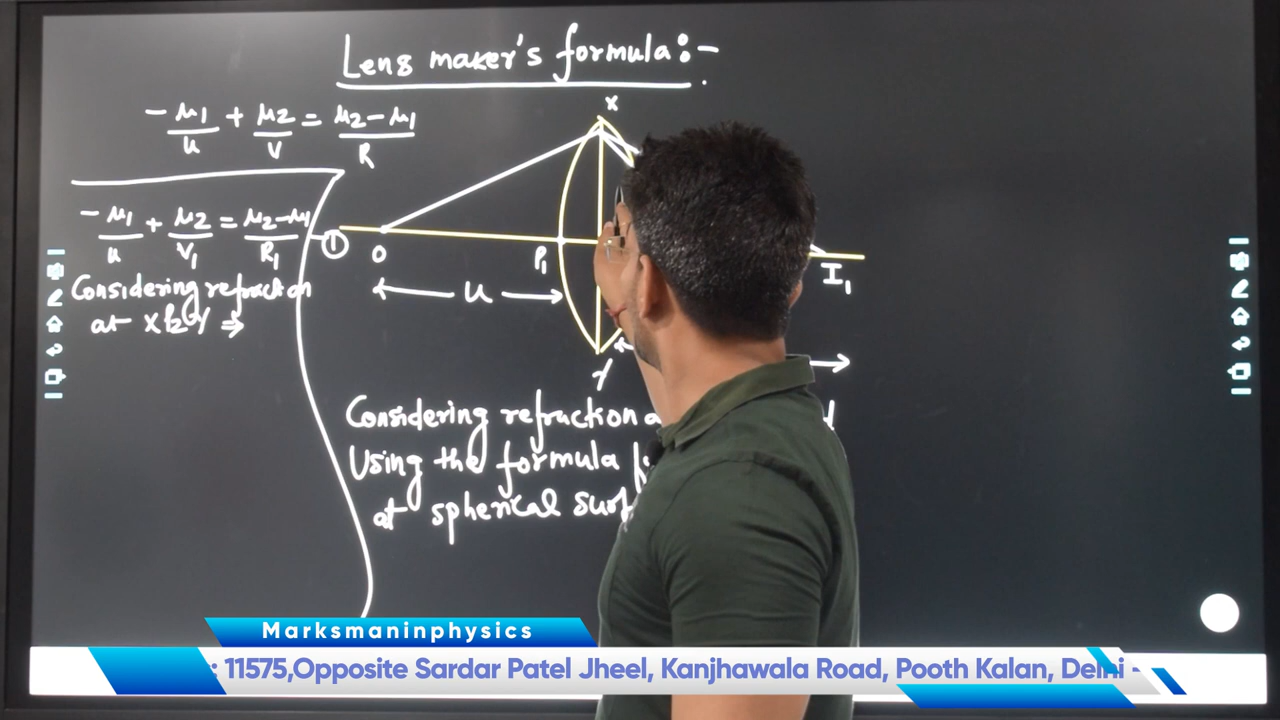 Lens maker's formula:-
-μ1/u + μ2/v = μ2-μ1/R
-μ1/u + μ2/v1 = μ2-μ1/R1 -①
Considering refraction
at XP2Y ⇒
X
O
P1
I1
u
Y
Considering refraction
Using the formula
at spherical
Marksmaninphysics
: 11575,Opposite Sardar Patel Jheel, Kanjhawala Road, Pooth Kalan, Delhi -